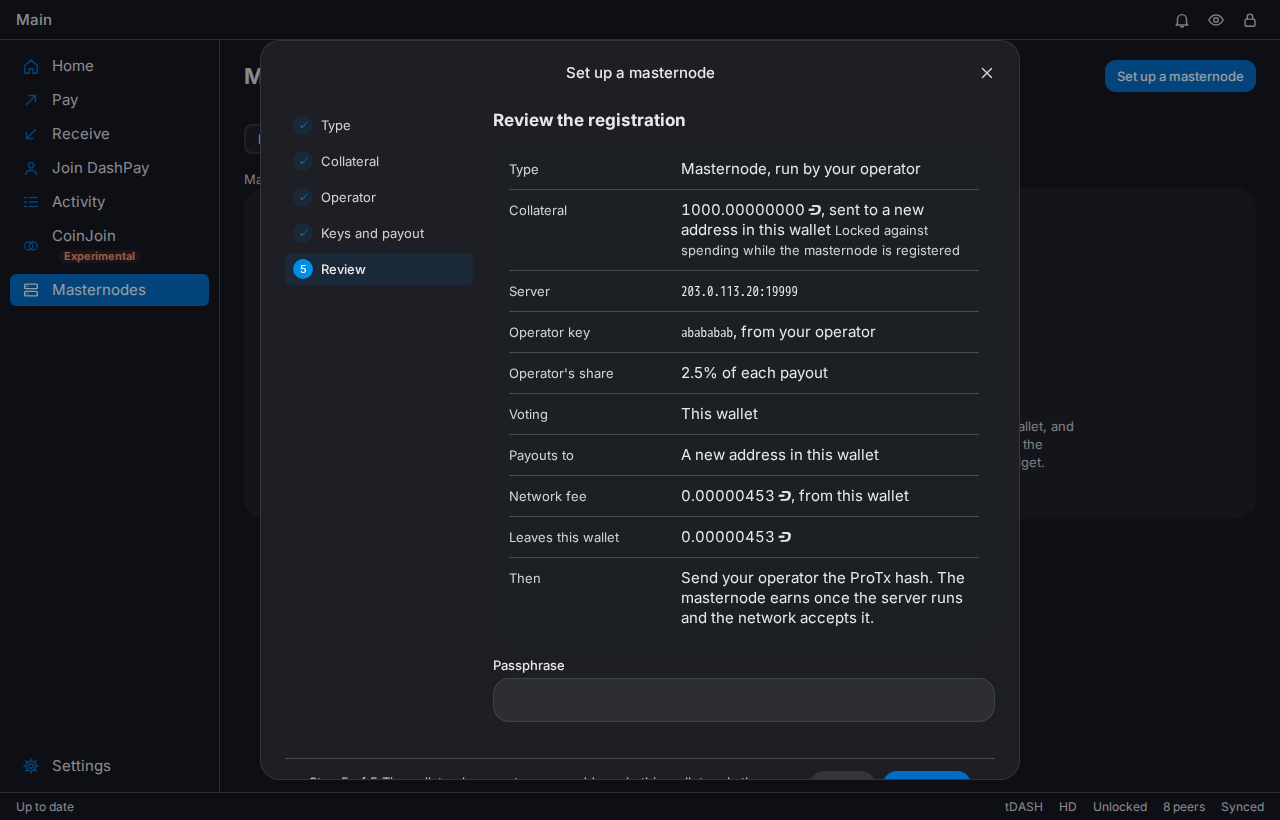 Main
Home
Pay
Receive
Join DashPay
Activity
CoinJoin
Experimental
Masternodes
Settings
Set up a masternode
Set up a masternode
Type
Collateral
Operator
Keys and payout
5 Review
Review the registration
Type Masternode, run by your operator
Collateral 1000.00000000, sent to a new
address in this wallet Locked against
spending while the masternode is registered
Server 203.0.113.20:19999
Operator key abababab, from your operator
Operator's share 2.5% of each payout
Voting This wallet
Payouts to A new address in this wallet
Network fee 0.00000453, from this wallet
Leaves this wallet 0.00000453
Then Send your operator the ProTx hash. The
masternode earns once the server runs
and the network accepts it.
Passphrase
and
the
Up to date tDASH HD Unlocked 8 peers Synced